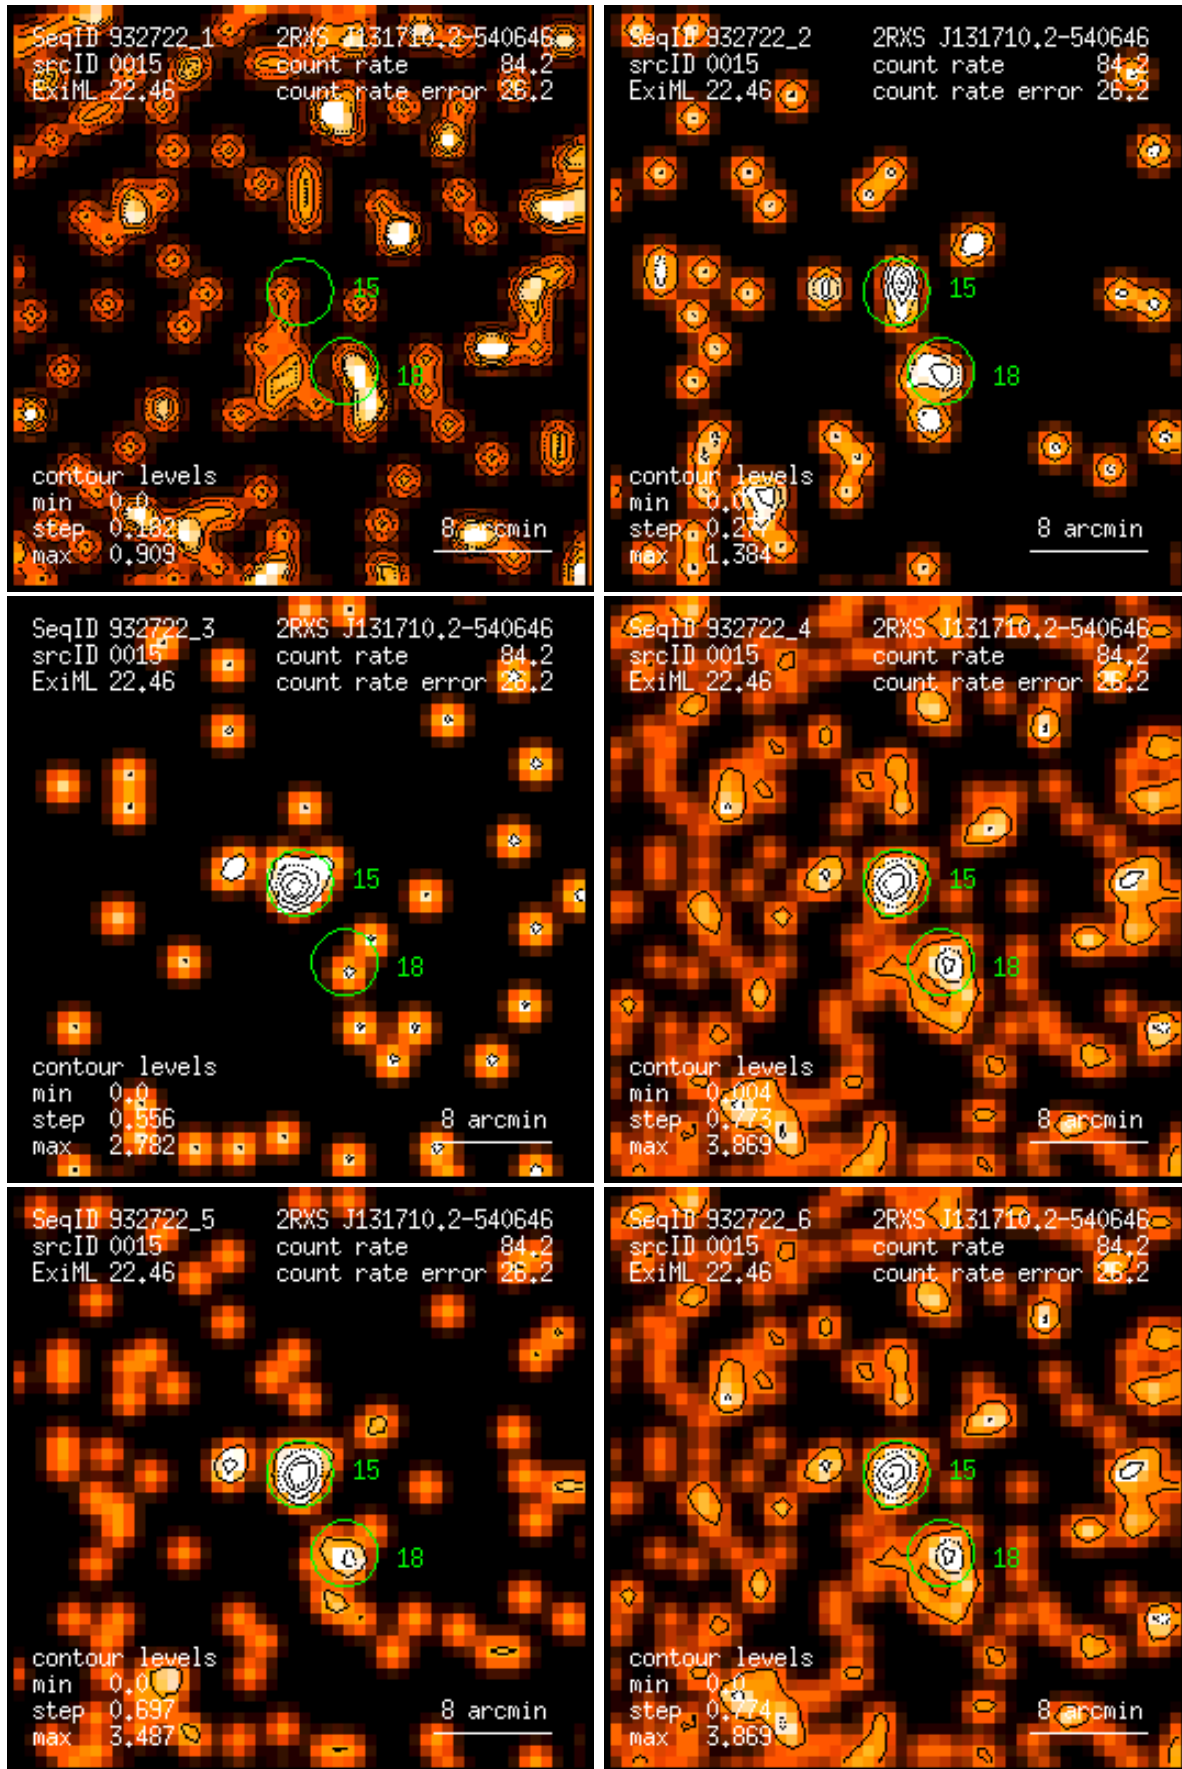 SeqID 932722_1 2RXS J131710.2-540646
srcID 0015 count rate 84.2
ExiML 22.46 count rate error 26.2
15
18
contour levels
min 0.0
step 0.182 8 arcmin
max 0.909
SeqID 932722_2 2RXS J131710.2-540646
srcID 0015 count rate 84.2
ExiML 22.46 count rate error 26.2
15
18
contour levels
min 0.0
step 0.277 8 arcmin
max 1.384
SeqID 932722_3 2RXS J131710.2-540646
srcID 0015 count rate 84.2
ExiML 22.46 count rate error 26.2
15
18
contour levels
min 0.0
step 0.556 8 arcmin
max 2.782
SeqID 932722_4 2RXS J131710.2-540646
srcID 0015 count rate 84.2
ExiML 22.46 count rate error 26.2
15
18
contour levels
min 0.004
step 0.773 8 arcmin
max 3.869
SeqID 932722_5 2RXS J131710.2-540646
srcID 0015 count rate 84.2
ExiML 22.46 count rate error 26.2
15
18
contour levels
min 0.0
step 0.697 8 arcmin
max 3.487
SeqID 932722_6 2RXS J131710.2-540646
srcID 0015 count rate 84.2
ExiML 22.46 count rate error 26.2
15
18
contour levels
min 0.0
step 0.774 8 arcmin
max 3.869